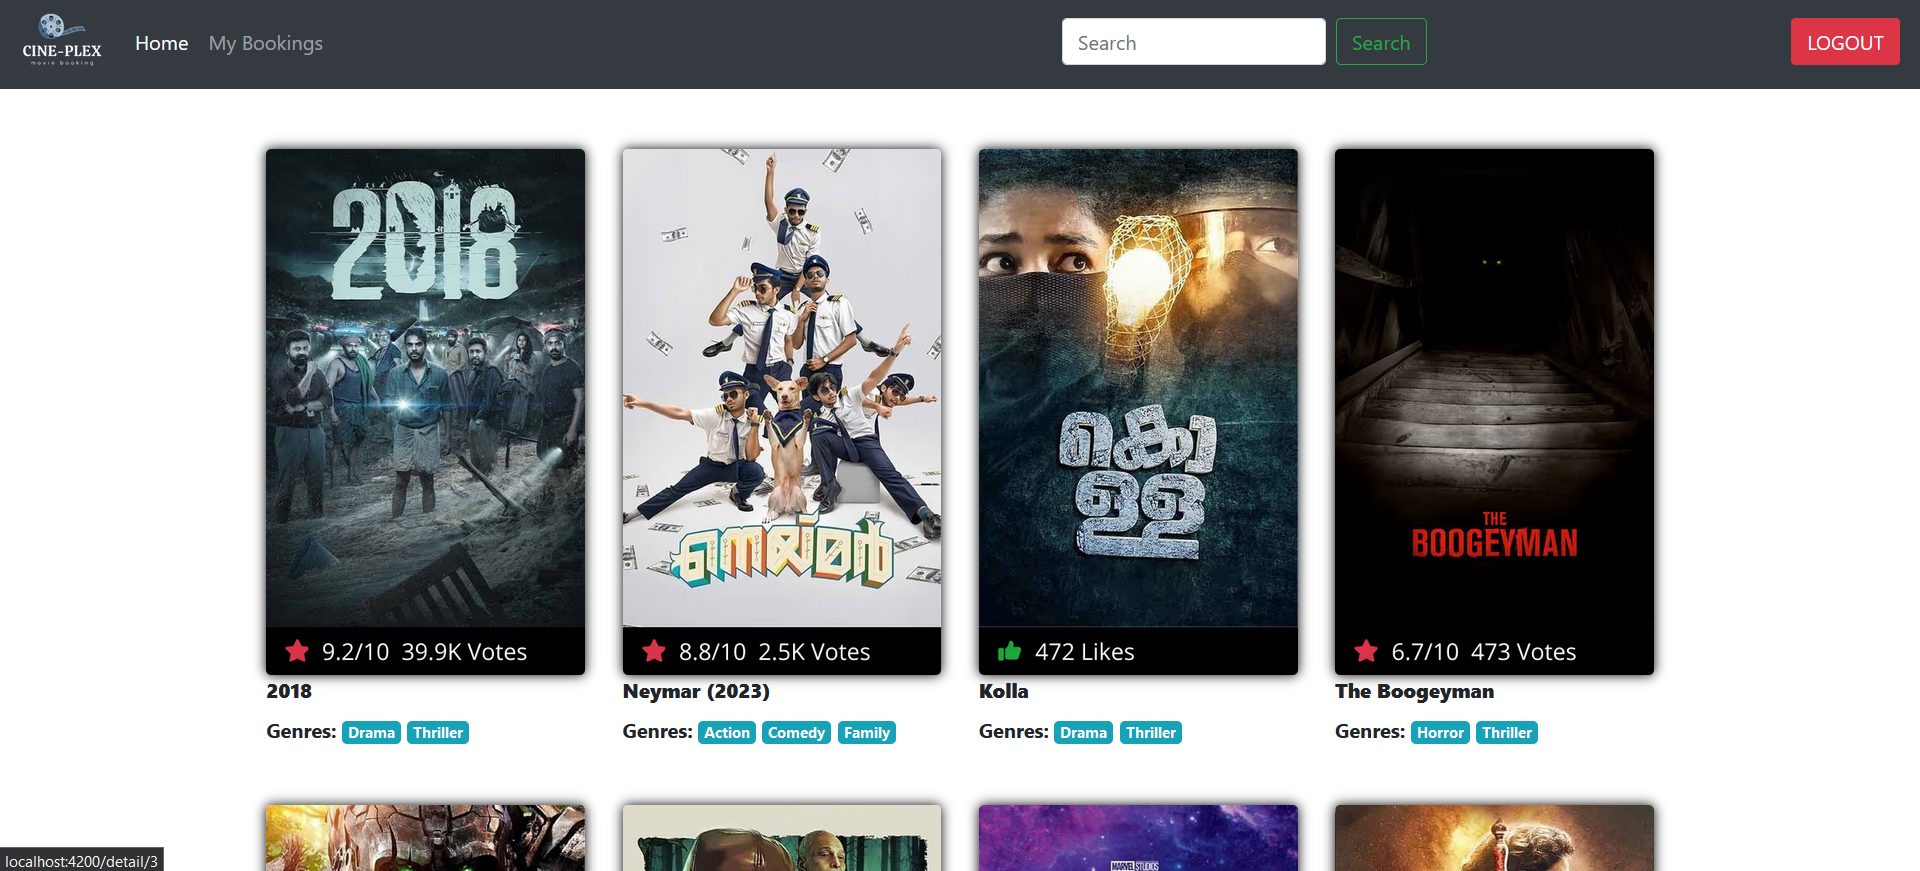 CINE-PLEX
movie booking
Home
My Bookings
Search
Search
LOGOUT
2018
നെയ്മർ
കൊള്ള
THE
BOOGEYMAN
9.2/10 39.9K Votes
8.8/10 2.5K Votes
472 Likes
6.7/10 473 Votes
2018
Neymar (2023)
Kolla
The Boogeyman
Genres: Drama Thriller
Genres: Action Comedy Family
Genres: Drama Thriller
Genres: Horror Thriller
MARVEL STUDIOS
localhost:4200/detail/3